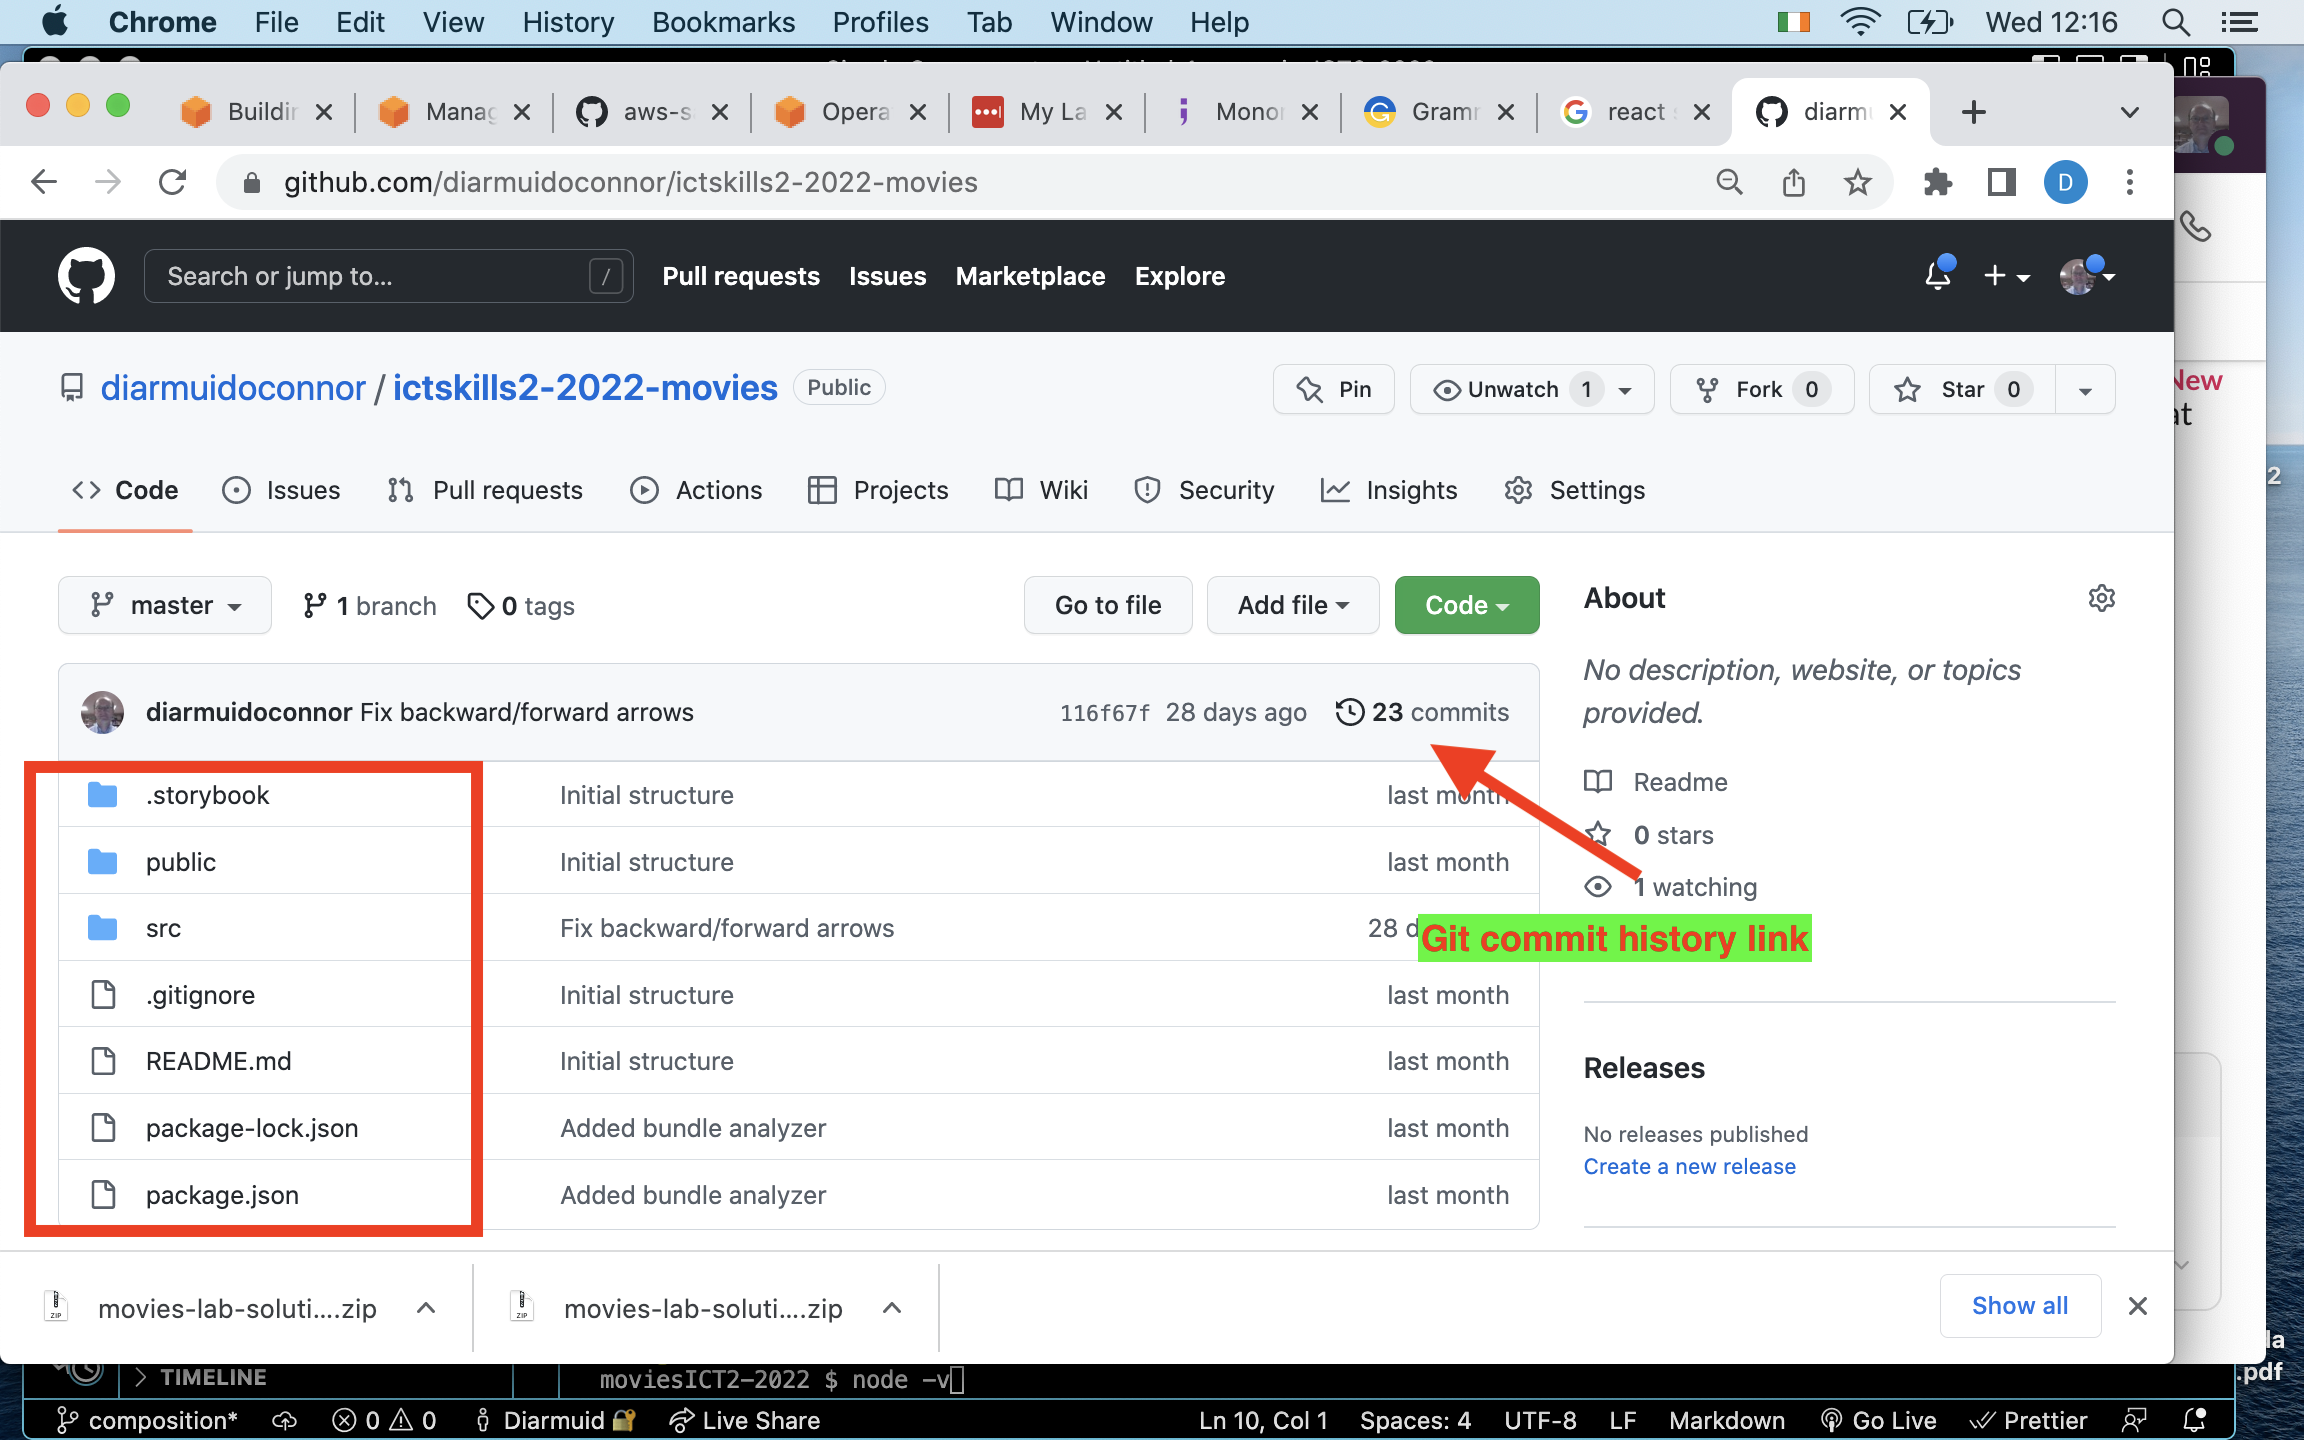 Chrome File Edit View History Bookmarks Profiles Tab Window Help Wed 12:16
Buildin Manag aws-s Opera My La Monor Gramm react diarmu
github.com/diarmuidoconnor/ictskills2-2022-movies D
Search or jump to... / Pull requests Issues Marketplace Explore
diarmuidoconnor / ictskills2-2022-movies Public Pin Unwatch 1 Fork 0 Star 0
New
at
Code Issues Pull requests Actions Projects Wiki Security Insights Settings
2
master 1 branch 0 tags Go to file Add file Code
About
No description, website, or topics
provided.
diarmuidoconnor Fix backward/forward arrows 116f67f 28 days ago 23 commits
Readme
0 stars
1 watching
.storybook Initial structure last month
public Initial structure last month
src Fix backward/forward arrows 28 d
Git commit history link
.gitignore Initial structure last month
README.md Initial structure last month
package-lock.json Added bundle analyzer last month
package.json Added bundle analyzer last month
Releases
No releases published
Create a new release
ZIP movies-lab-soluti....zip ZIP movies-lab-soluti....zip Show all
da
.pdf
TIMELINE moviesICT2-2022 $ node -v
composition* 0 0 Diarmuid Live Share Ln 10, Col 1 Spaces: 4 UTF-8 LF Markdown Go Live Prettier